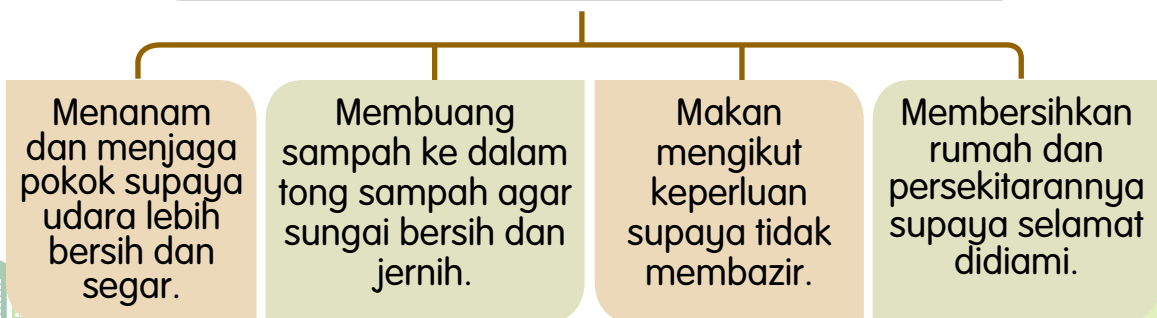 Menanam
dan menjaga
pokok supaya
udara lebih
bersih dan
segar.
Membuang
sampah ke dalam
tong sampah agar
sungai bersih dan
jernih.
Makan
mengikut
keperluan
supaya tidak
membazir.
Membersihkan
rumah dan
persekitarannya
supaya selamat
didiami.